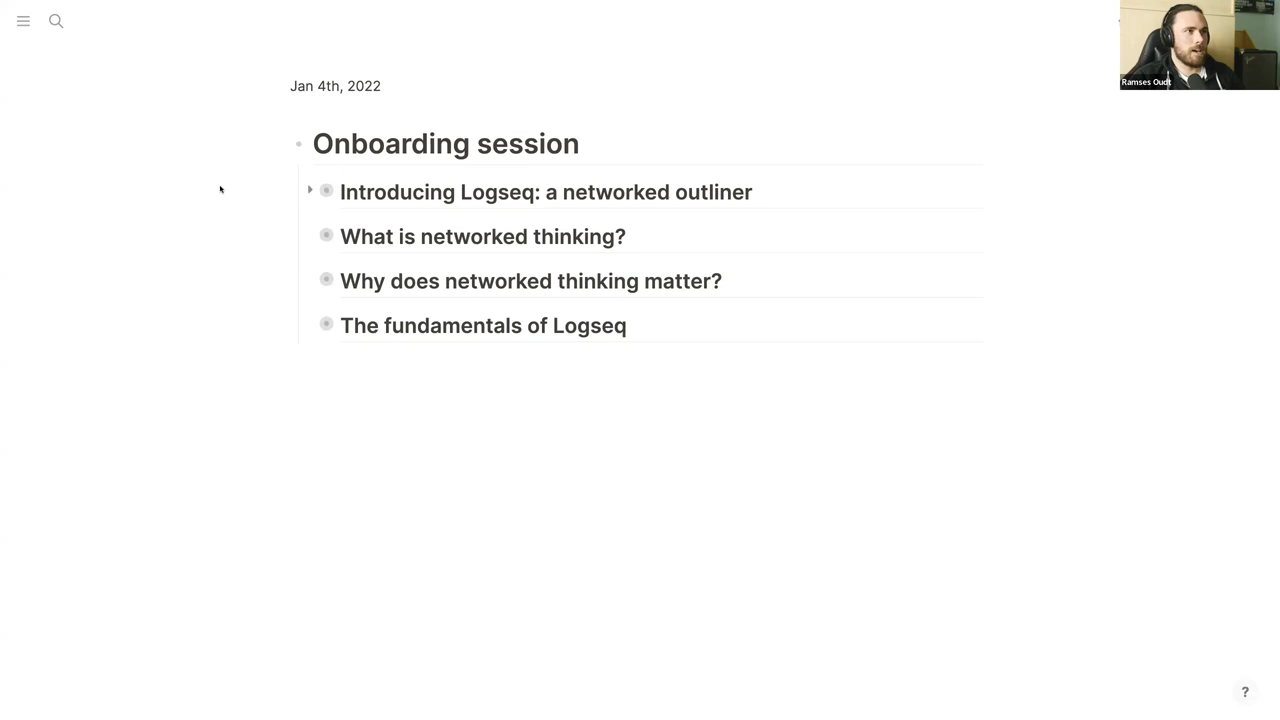 Ramses Oudt
Jan 4th, 2022
Onboarding session
Introducing Logseq: a networked outliner
What is networked thinking?
Why does networked thinking matter?
The fundamentals of Logseq
?